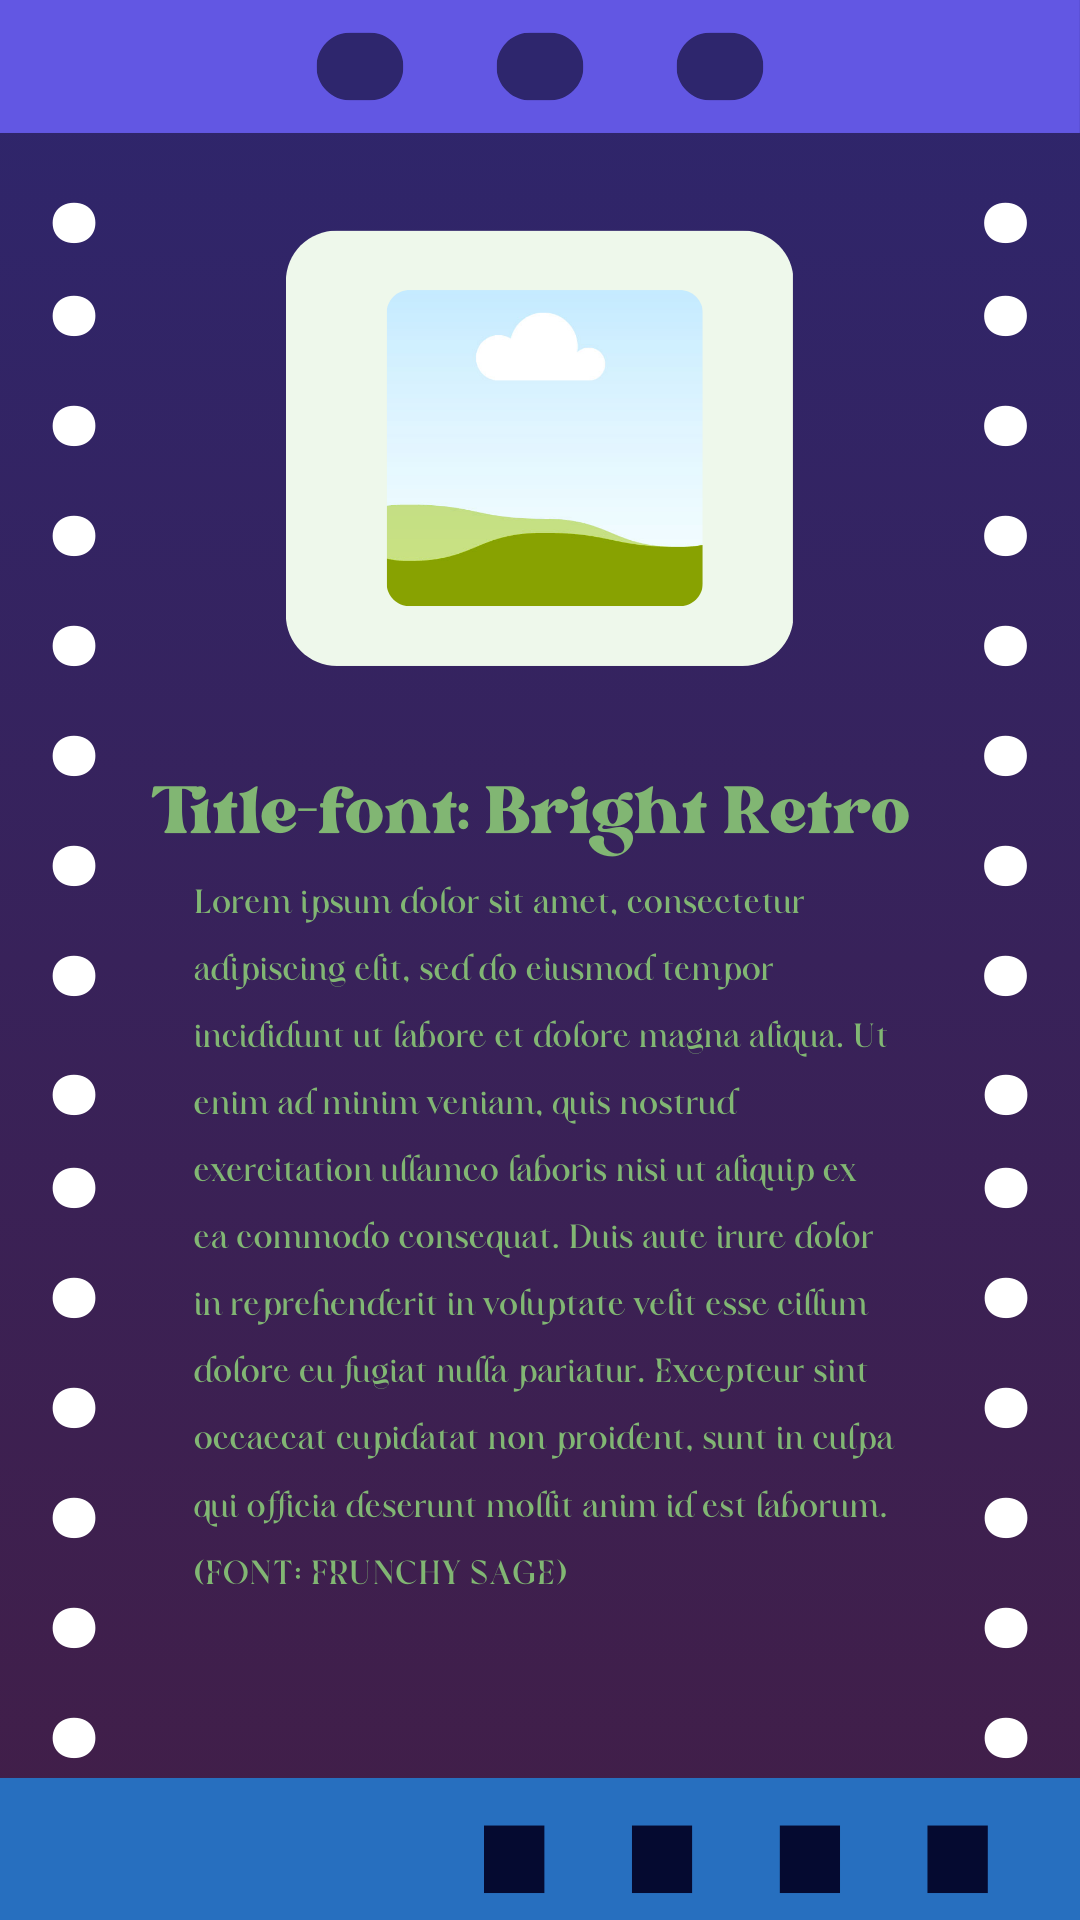 Title-font: Bright Retro
Lorem ipsum dolor sit amet, consectetur
adipiscing elit, sed do eiusmod tempor
incididunt ut labore et dolore magna aliqua. Ut
enim ad minim veniam, quis nostrud
exercitation ullamco laboris nisi ut aliquip ex
ea commodo consequat. Duis aute irure dolor
in reprehenderit in voluptate velit esse cillum
dolore eu fugiat nulla pariatur. Excepteur sint
occaecat cupidatat non proident, sunt in culpa
qui officia deserunt mollit anim id est laborum.
(FONT: FRUNCHY SAGE)